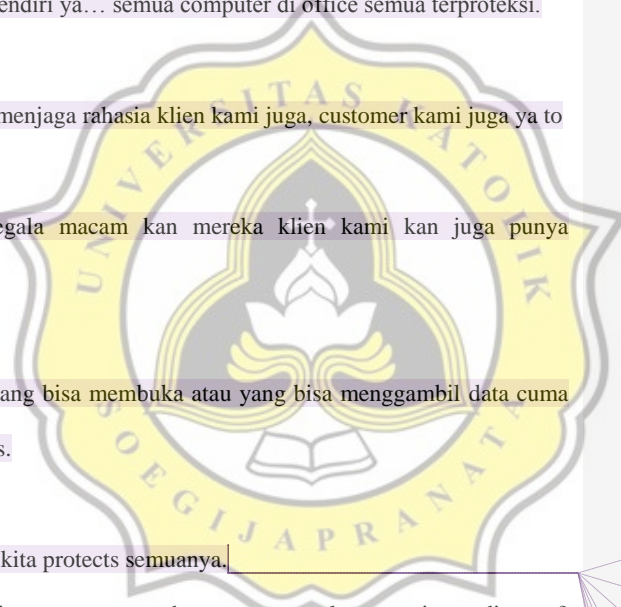 endiri ya… semua computer di office semua terproteksi.
menjaga rahasia klien kami juga, customer kami juga ya to
egala macam kan mereka klien kami kan juga punya
ang bisa membuka atau yang bisa menggambil data cuma
s.
kita protects semuanya.
UNIVERSITAS KATOLIK
SOEGIJAPRANATA